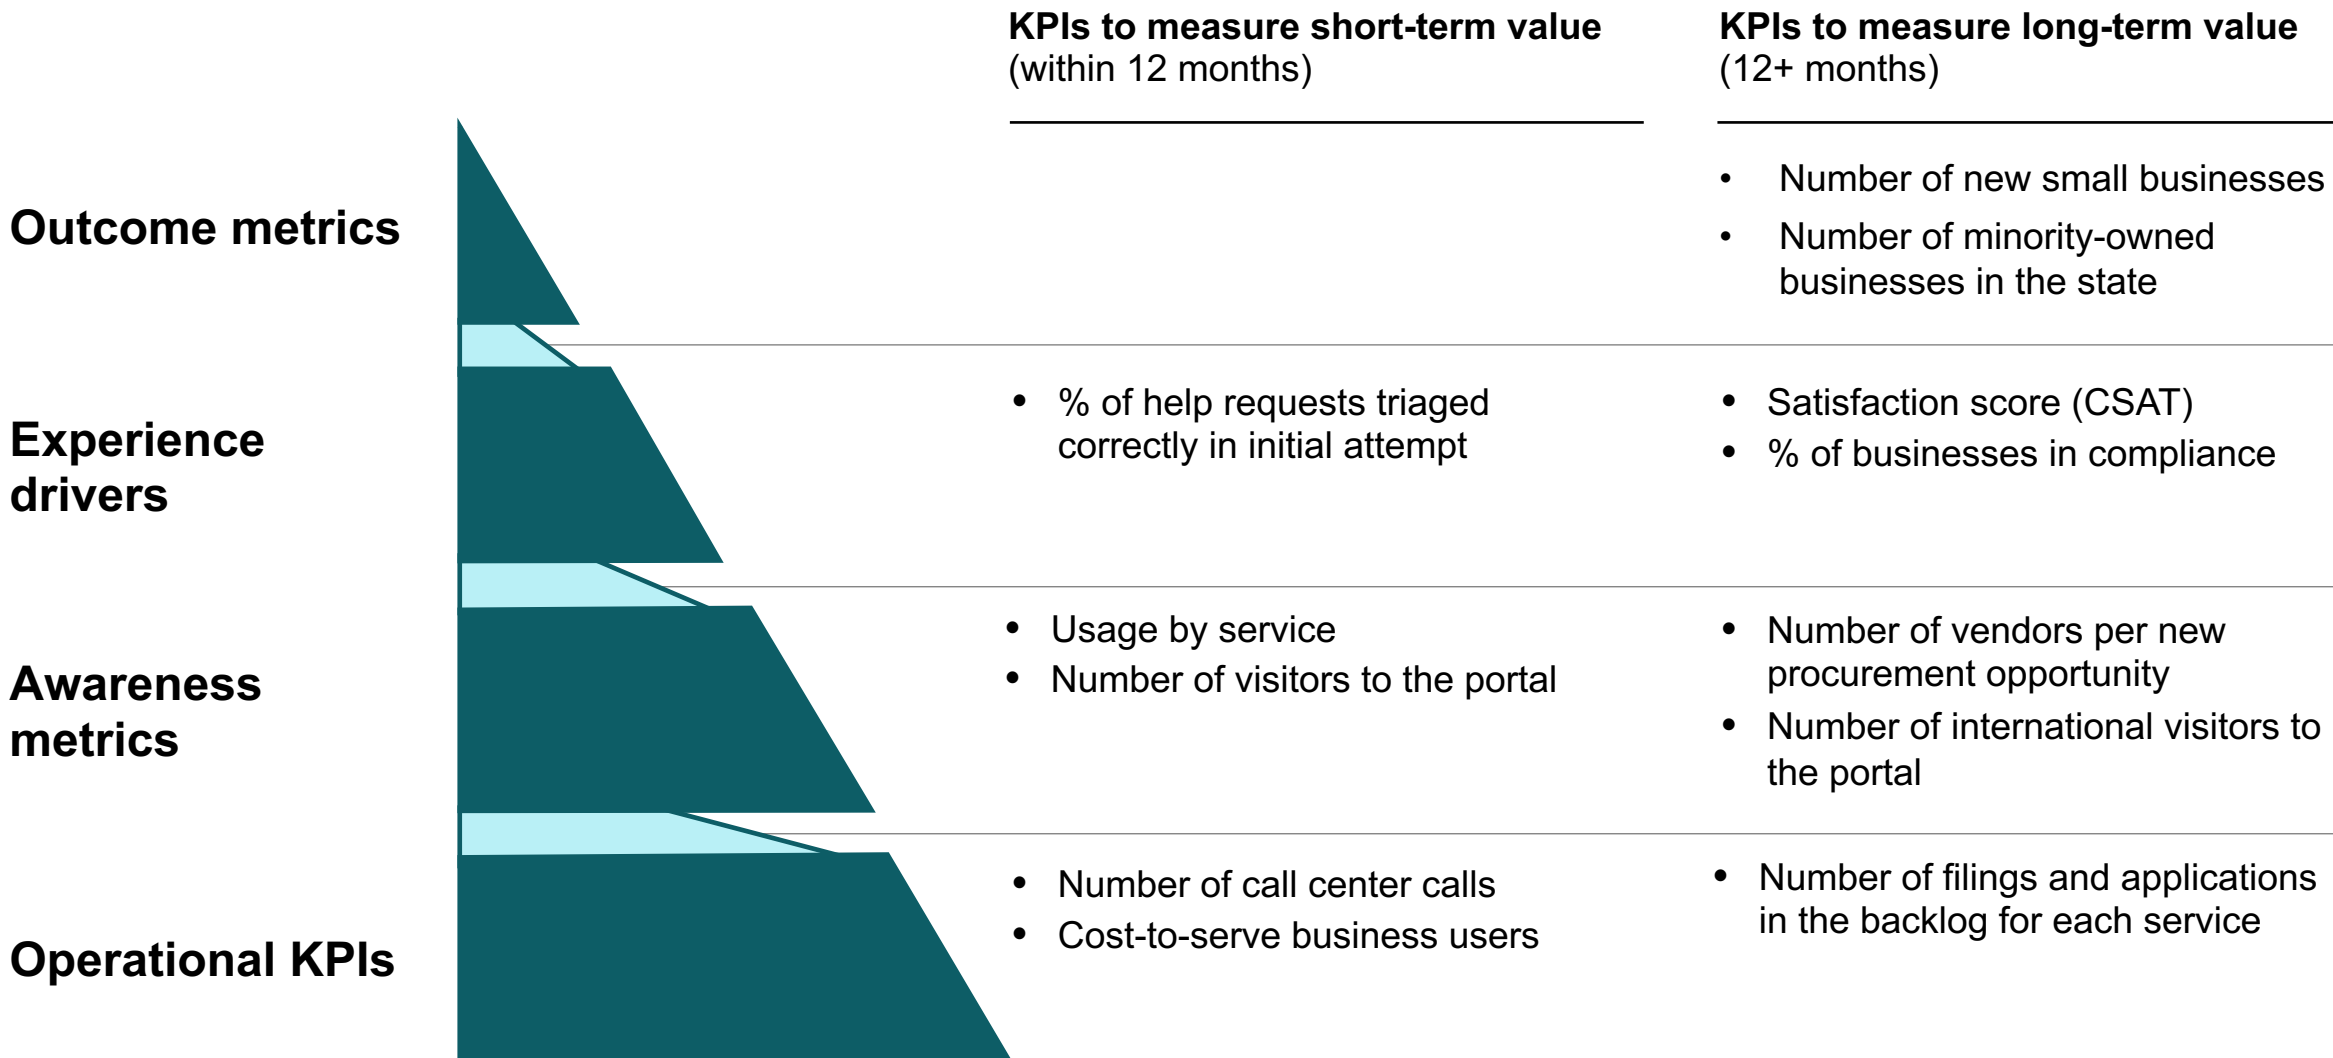 KPIs to measure short-term value
(within 12 months)
KPIs to measure long-term value
(12+ months)
Outcome metrics
• Number of new small businesses
• Number of minority-owned
businesses in the state
Experience
drivers
• % of help requests triaged
correctly in initial attempt
• Satisfaction score (CSAT)
• % of businesses in compliance
Awareness
metrics
• Usage by service
• Number of visitors to the portal
• Number of vendors per new
procurement opportunity
• Number of international visitors to
the portal
Operational KPIs
• Number of call center calls
• Cost-to-serve business users
• Number of filings and applications
in the backlog for each service